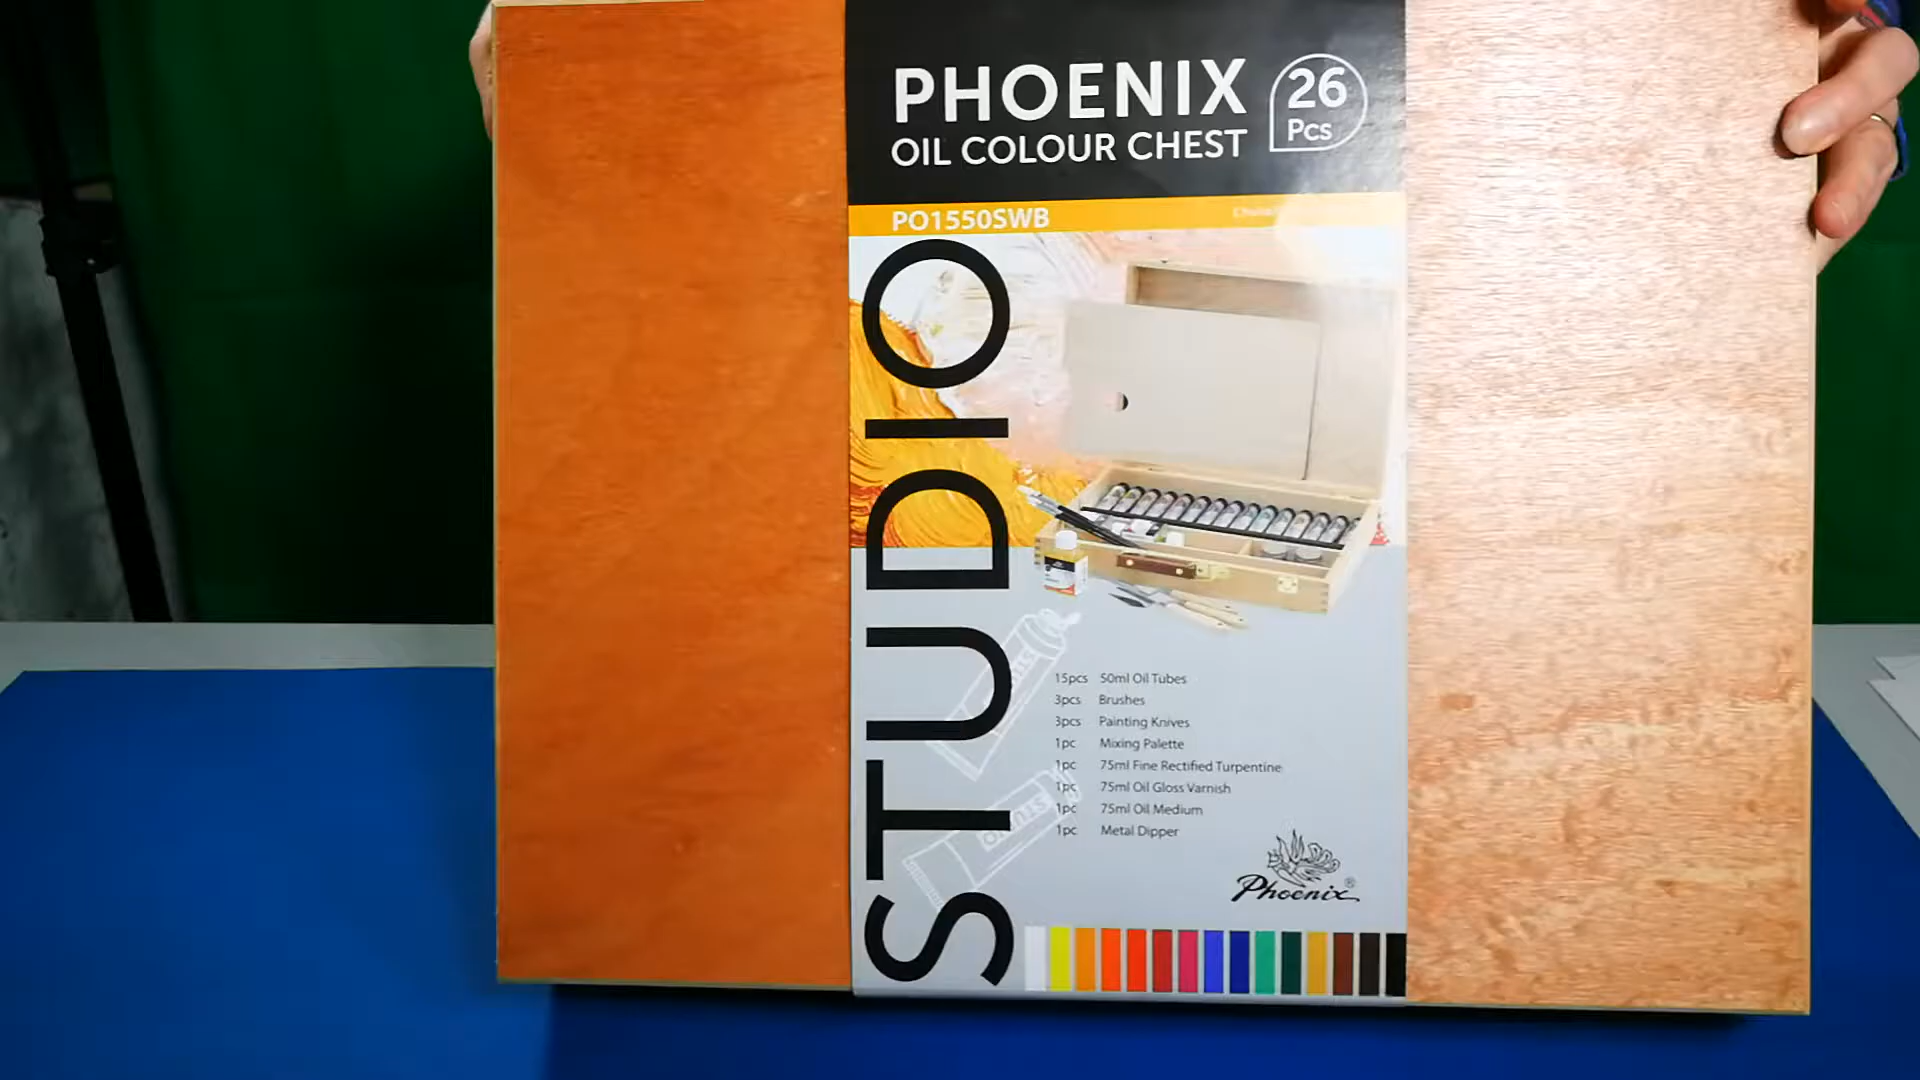 PHOENIX
26
Pcs
OIL COLOUR CHEST
PO1550SWB
STUDIO
15pcs 50ml Oil Tubes
3pcs Brushes
3pcs Painting Knives
1pc Mixing Palette
1pc 75ml Fine Rectified Turpentine
1pc 75ml Oil Gloss Varnish
1pc 75ml Oil Medium
1pc Metal Dipper
STUDIO
Phoenix®